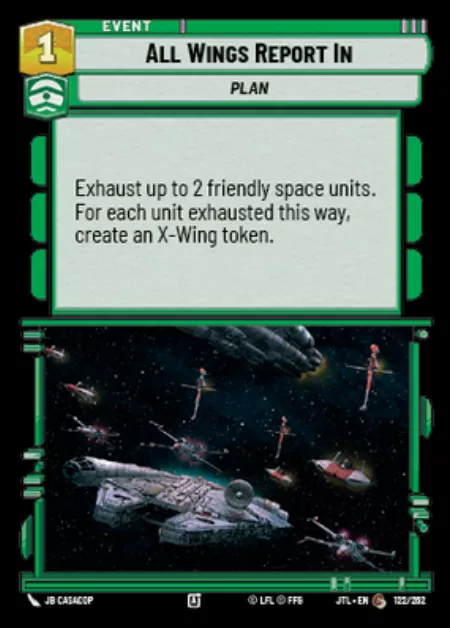 EVENT
1
ALL WINGS REPORT IN
PLAN
Exhaust up to 2 friendly space units.
For each unit exhausted this way,
create an X-Wing token.
JB CASACOP
© LFL © FFG
JTL • EN
122/262